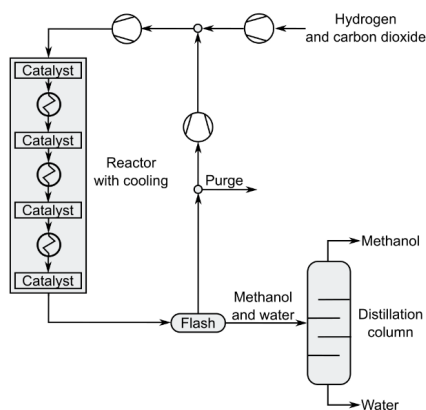 Hydrogen
and carbon dioxide
Catalyst
Catalyst
Reactor
with cooling
Purge
Catalyst
Catalyst
Methanol
Methanol
and water
Flash
Distillation
column
Water